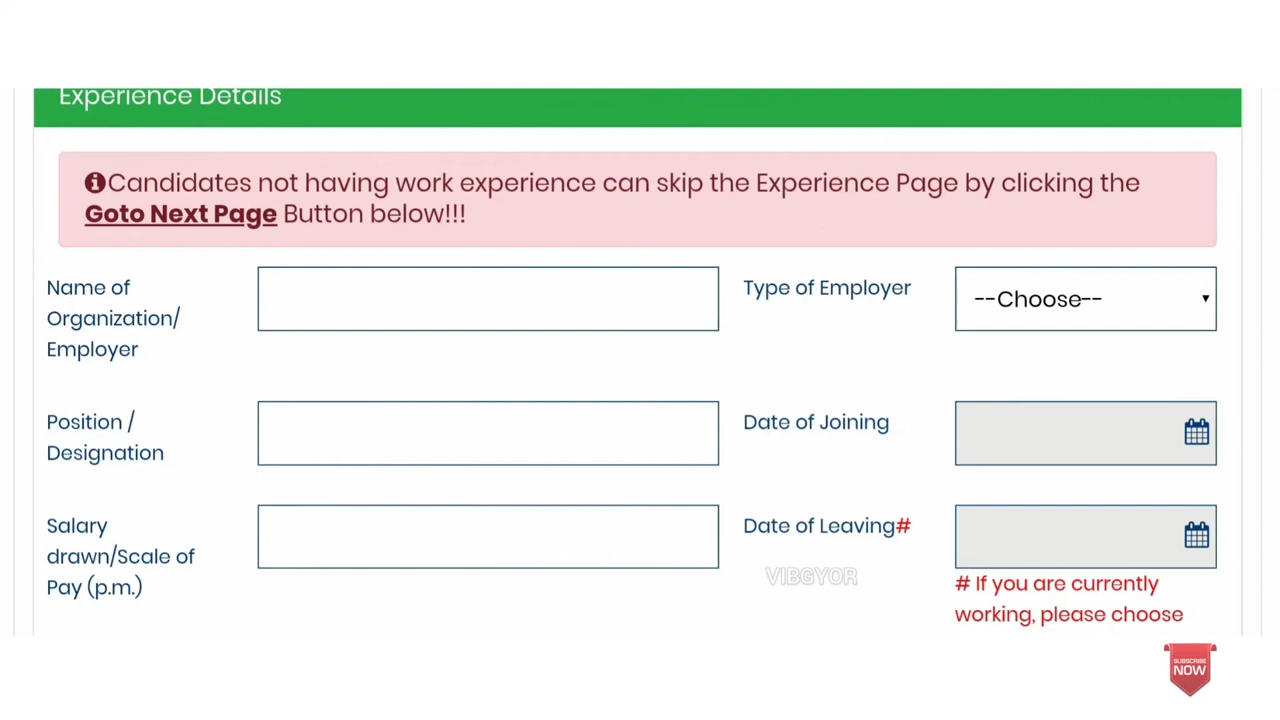 Experience Details
Candidates not having work experience can skip the Experience Page by clicking the
Goto Next Page Button below!!!
Name of
Organization/
Employer
Type of Employer
--Choose--
Position /
Designation
Date of Joining
Salary
drawn/Scale of
Pay (p.m.)
Date of Leaving#
VIBGYOR
# If you are currently
working, please choose
SUBSCRIBE
NOW